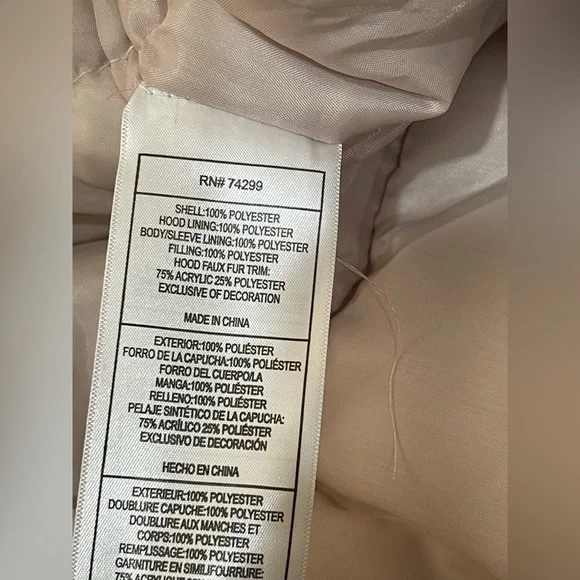 RN# 74299
SHELL:100% POLYESTER
HOOD LINING:100% POLYESTER
BODY/SLEEVE LINING:100% POLYESTER
FILLING:100% POLYESTER
HOOD FAUX FUR TRIM:
75% ACRYLIC 25% POLYESTER
EXCLUSIVE OF DECORATION
MADE IN CHINA
EXTERIOR:100% POLIÉSTER
FORRO DE LA CAPUCHA:100% POLIÉSTER
FORRO DEL CUERPO/LA
MANGA:100% POLIÉSTER
RELLENO:100% POLIÉSTER
PELAJE SINTÉTICO DE LA CAPUCHA:
75% ACRÍLICO 25% POLIÉSTER
EXCLUSIVO DE DECORACIÓN
HECHO EN CHINA
EXTERIEUR:100% POLYESTER
DOUBLURE CAPUCHE:100% POLYESTER
DOUBLURE AUX MANCHES ET
CORPS:100% POLYESTER
REMPLISSAGE:100% POLYESTER
GARNITURE EN SIMILIFOURRURE:
75% ACRYLIQUE